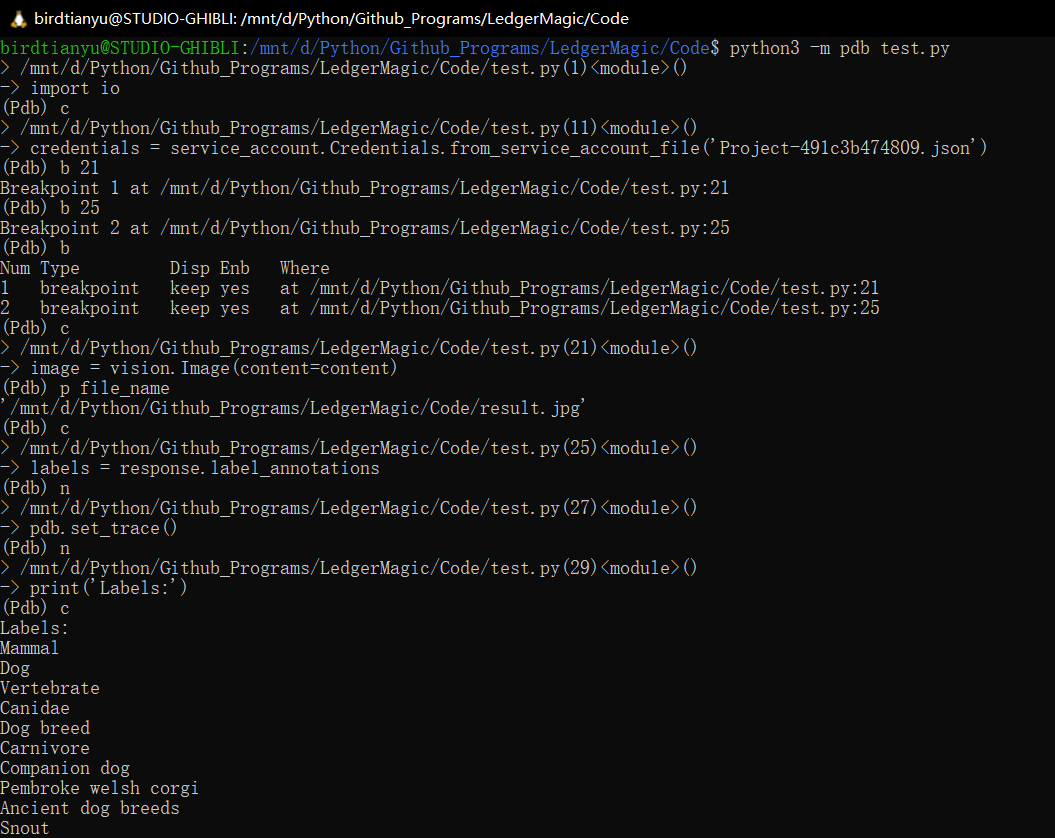 birdtianyu@STUDIO-GHIBLI: /mnt/d/Python/Github_Programs/LedgerMagic/Code
birdtianyu@STUDIO-GHIBLI:/mnt/d/Python/Github_Programs/LedgerMagic/Code$ python3 -m pdb test.py
> /mnt/d/Python/Github_Programs/LedgerMagic/Code/test.py(1)<module>()
-> import io
(Pdb) c
> /mnt/d/Python/Github_Programs/LedgerMagic/Code/test.py(11)<module>()
-> credentials = service_account.Credentials.from_service_account_file('Project-491c3b474809.json')
(Pdb) b 21
Breakpoint 1 at /mnt/d/Python/Github_Programs/LedgerMagic/Code/test.py:21
(Pdb) b 25
Breakpoint 2 at /mnt/d/Python/Github_Programs/LedgerMagic/Code/test.py:25
(Pdb) b
Num Type         Disp Enb   Where
1   breakpoint   keep yes   at /mnt/d/Python/Github_Programs/LedgerMagic/Code/test.py:21
2   breakpoint   keep yes   at /mnt/d/Python/Github_Programs/LedgerMagic/Code/test.py:25
(Pdb) c
> /mnt/d/Python/Github_Programs/LedgerMagic/Code/test.py(21)<module>()
-> image = vision.Image(content=content)
(Pdb) p file_name
'/mnt/d/Python/Github_Programs/LedgerMagic/Code/result.jpg'
(Pdb) c
> /mnt/d/Python/Github_Programs/LedgerMagic/Code/test.py(25)<module>()
-> labels = response.label_annotations
(Pdb) n
> /mnt/d/Python/Github_Programs/LedgerMagic/Code/test.py(27)<module>()
-> pdb.set_trace()
(Pdb) n
> /mnt/d/Python/Github_Programs/LedgerMagic/Code/test.py(29)<module>()
-> print('Labels:')
(Pdb) c
Labels:
Mammal
Dog
Vertebrate
Canidae
Dog breed
Carnivore
Companion dog
Pembroke welsh corgi
Ancient dog breeds
Snout